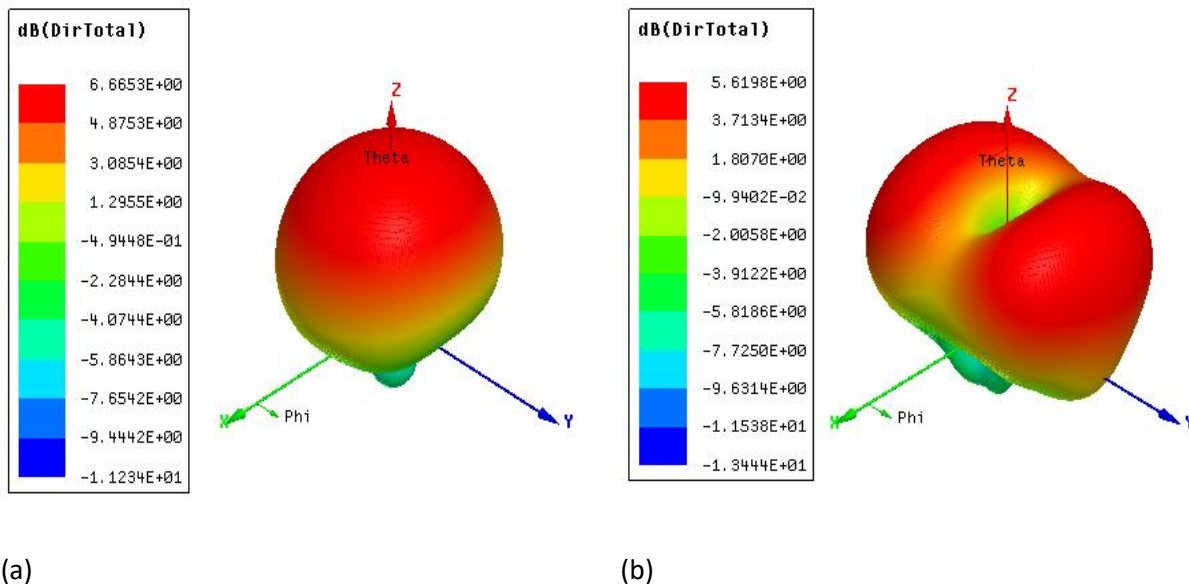 dB(DirTotal)
6.6653E+00
4.8753E+00
3.0854E+00
1.2955E+00
-4.9448E-01
-2.2844E+00
-4.0744E+00
-5.8643E+00
-7.6542E+00
-9.4442E+00
-1.1234E+01
Z
Theta
X
Phi
Y
(a)
dB(DirTotal)
5.6198E+00
3.7134E+00
1.8070E+00
-9.9402E-02
-2.0058E+00
-3.9122E+00
-5.8186E+00
-7.7250E+00
-9.6314E+00
-1.1538E+01
-1.3444E+01
Z
Theta
X
Phi
Y
(b)